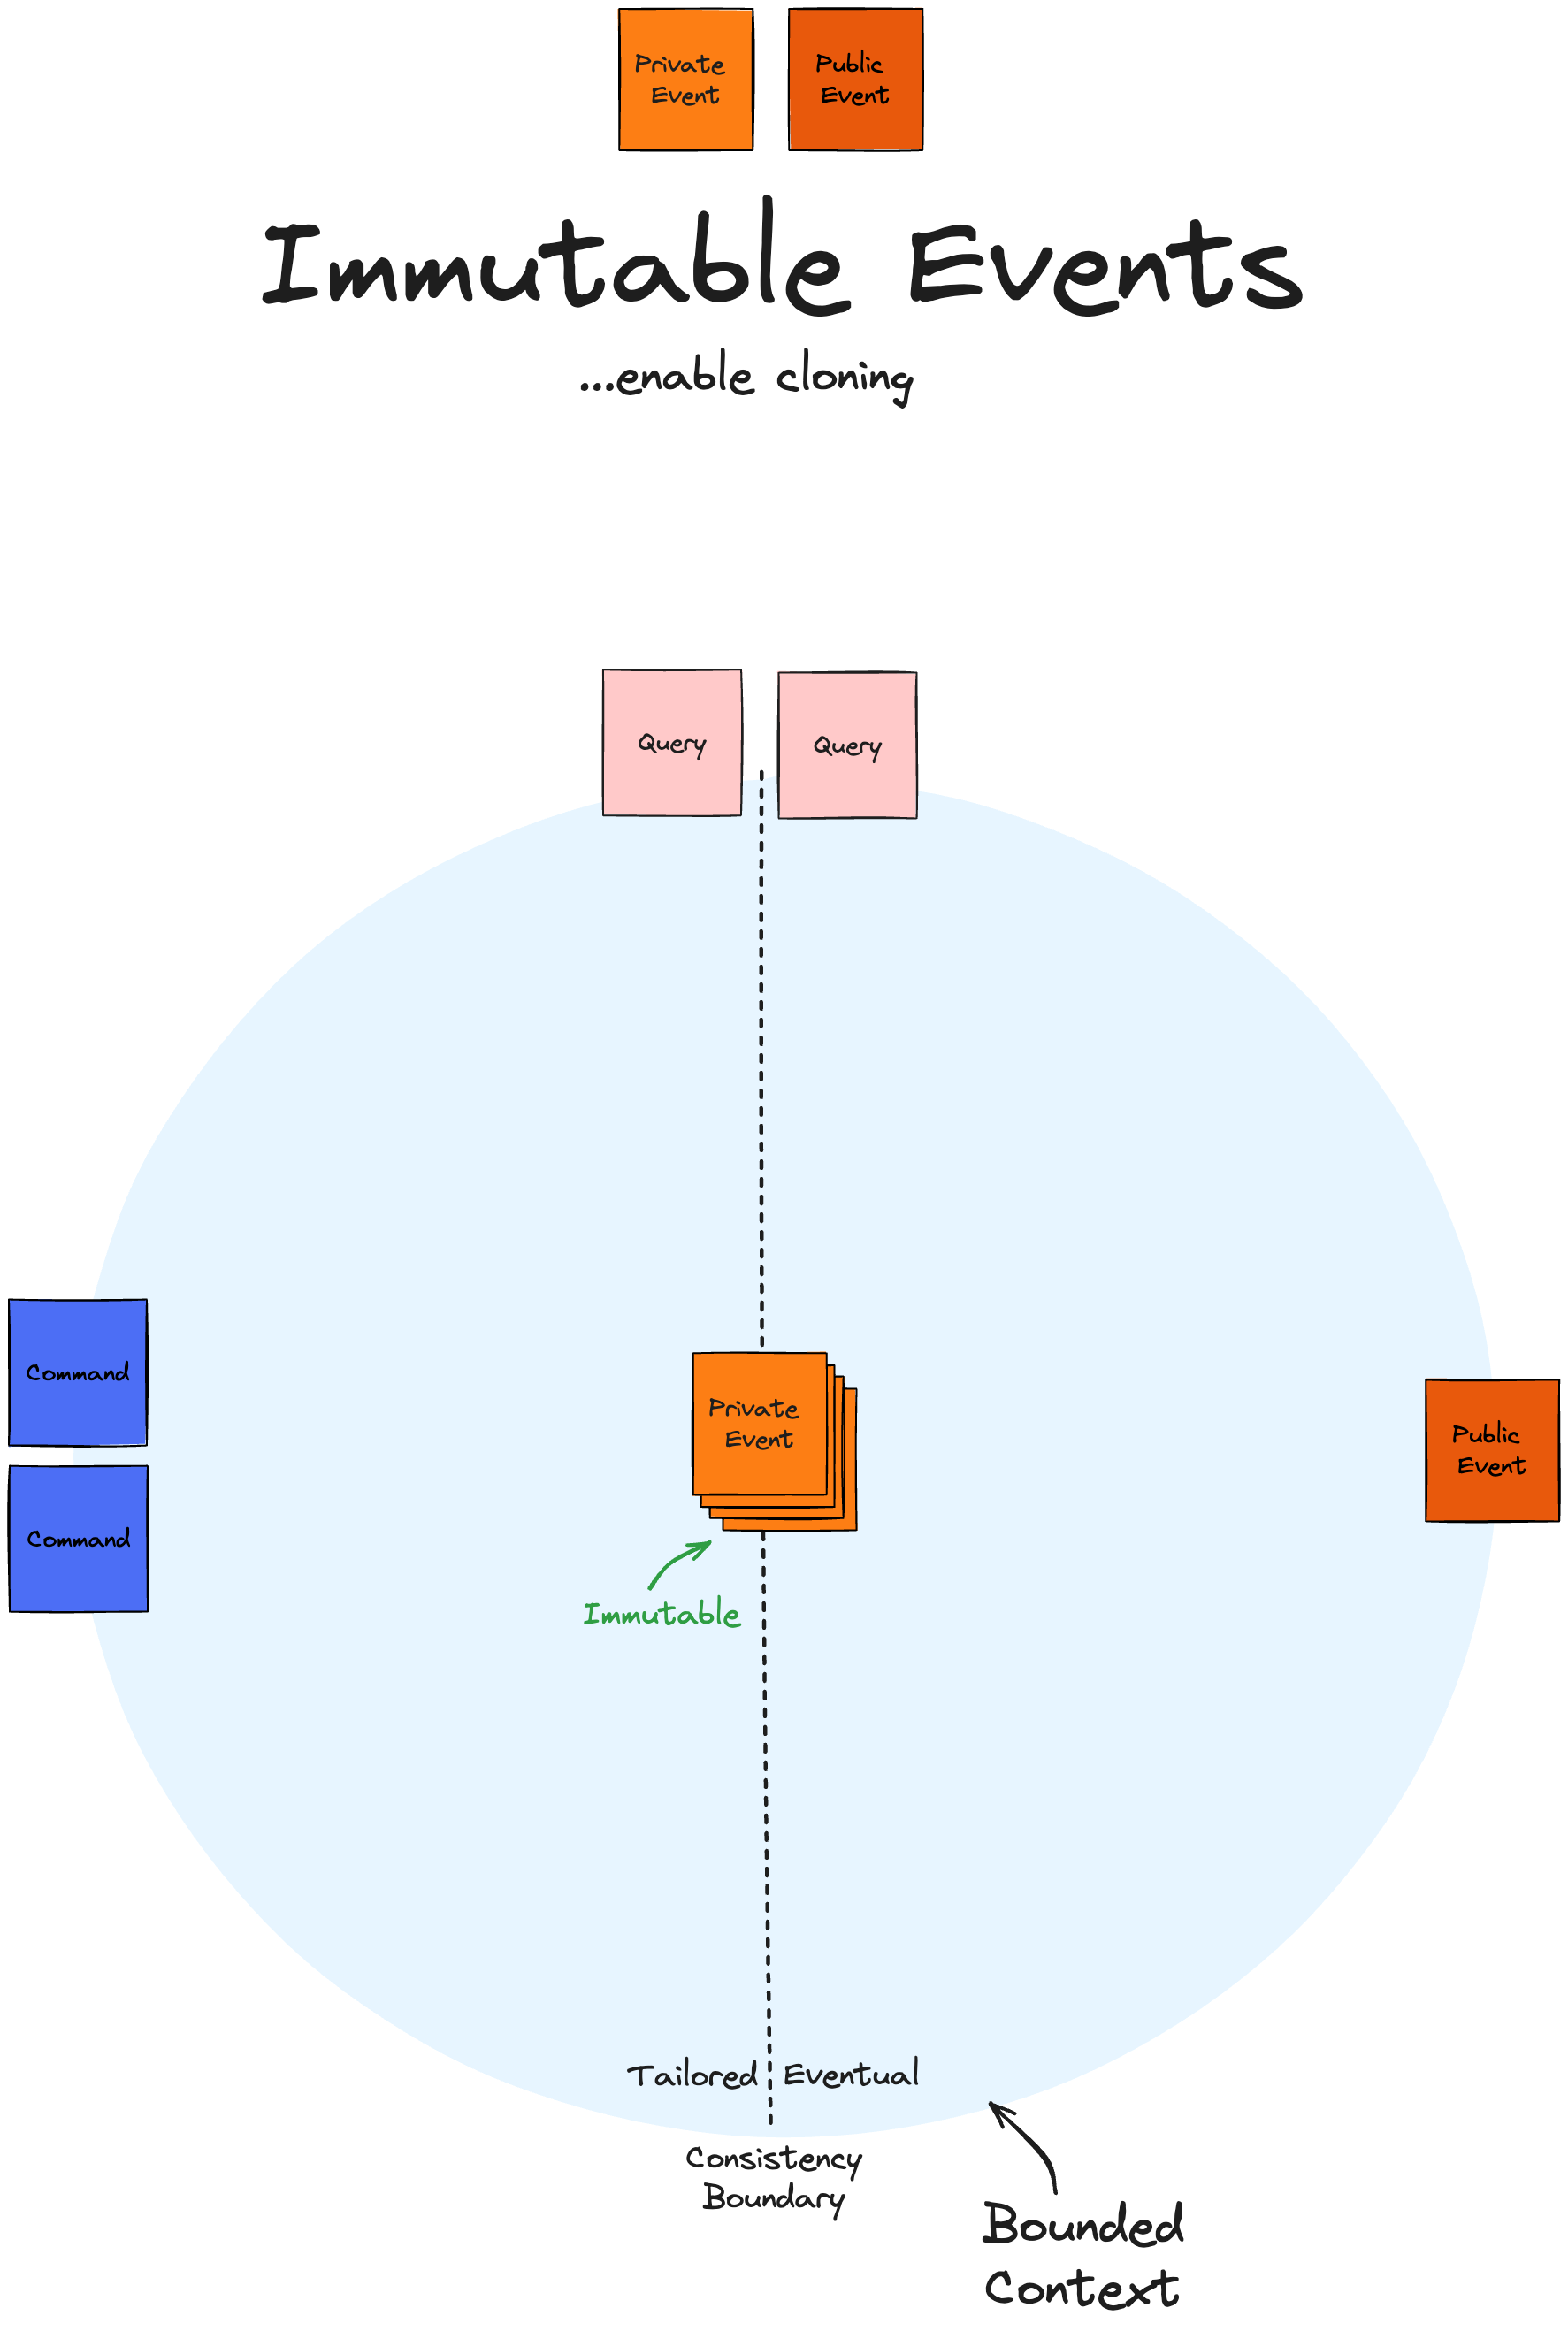 Private
Event
Public
Event
Immutable Events
...enable cloning
Query
Query
Command
Command
Private
Event
Public
Event
Immutable
Tailored
Eventual
Consistency
Boundary
Bounded
Context